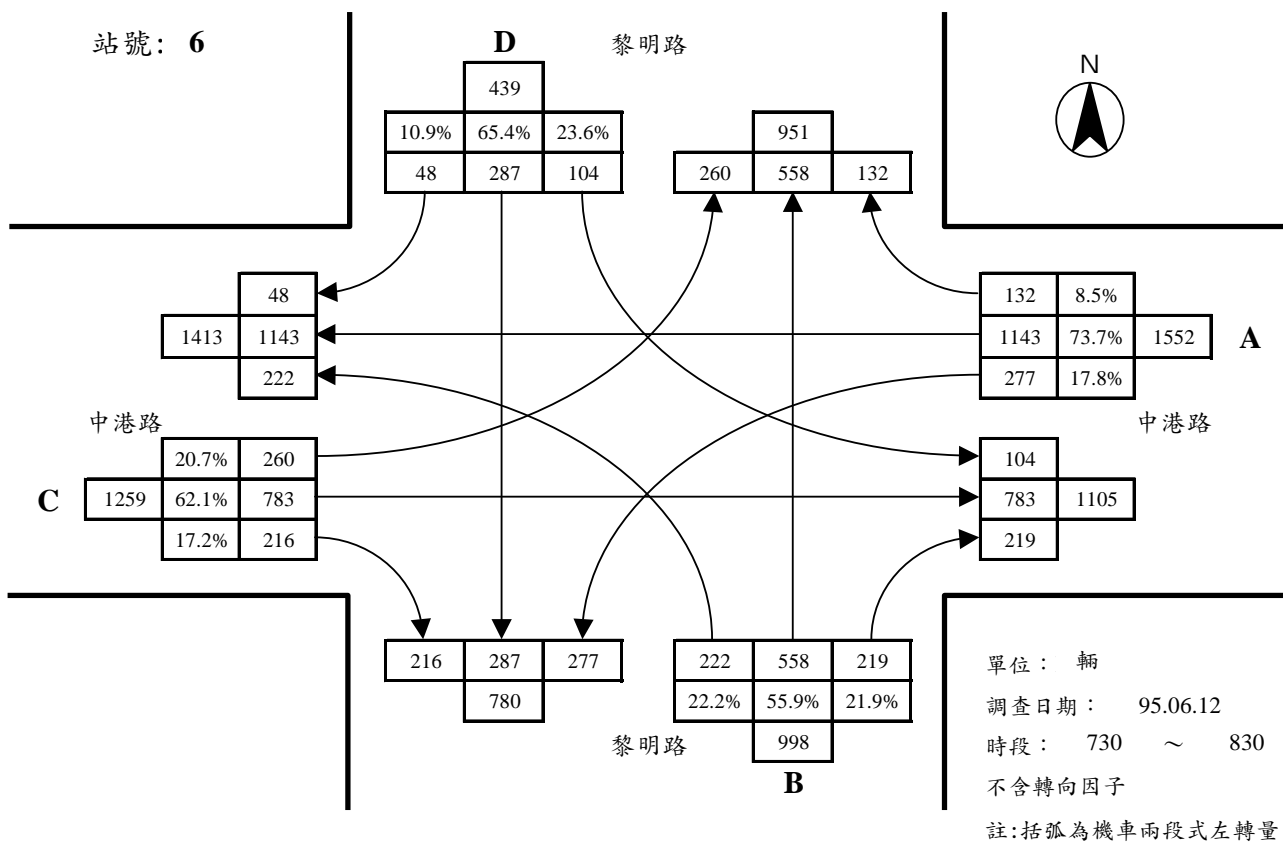 站號: 6
D
黎明路
N
439
10.9% 65.4% 23.6%
48 287 104
951
260 558 132
48
1413 1143
222
132 8.5%
1143 73.7% 1552
277 17.8%
A
中港路
中港路
20.7% 260
C
1259 62.1% 783
17.2% 216
104
783 1105
219
216 287 277
780
222 558 219
22.2% 55.9% 21.9%
998
黎明路
B
單位: 輛
調查日期: 95.06.12
時段: 730 ～ 830
不含轉向因子
註:括弧為機車兩段式左轉量